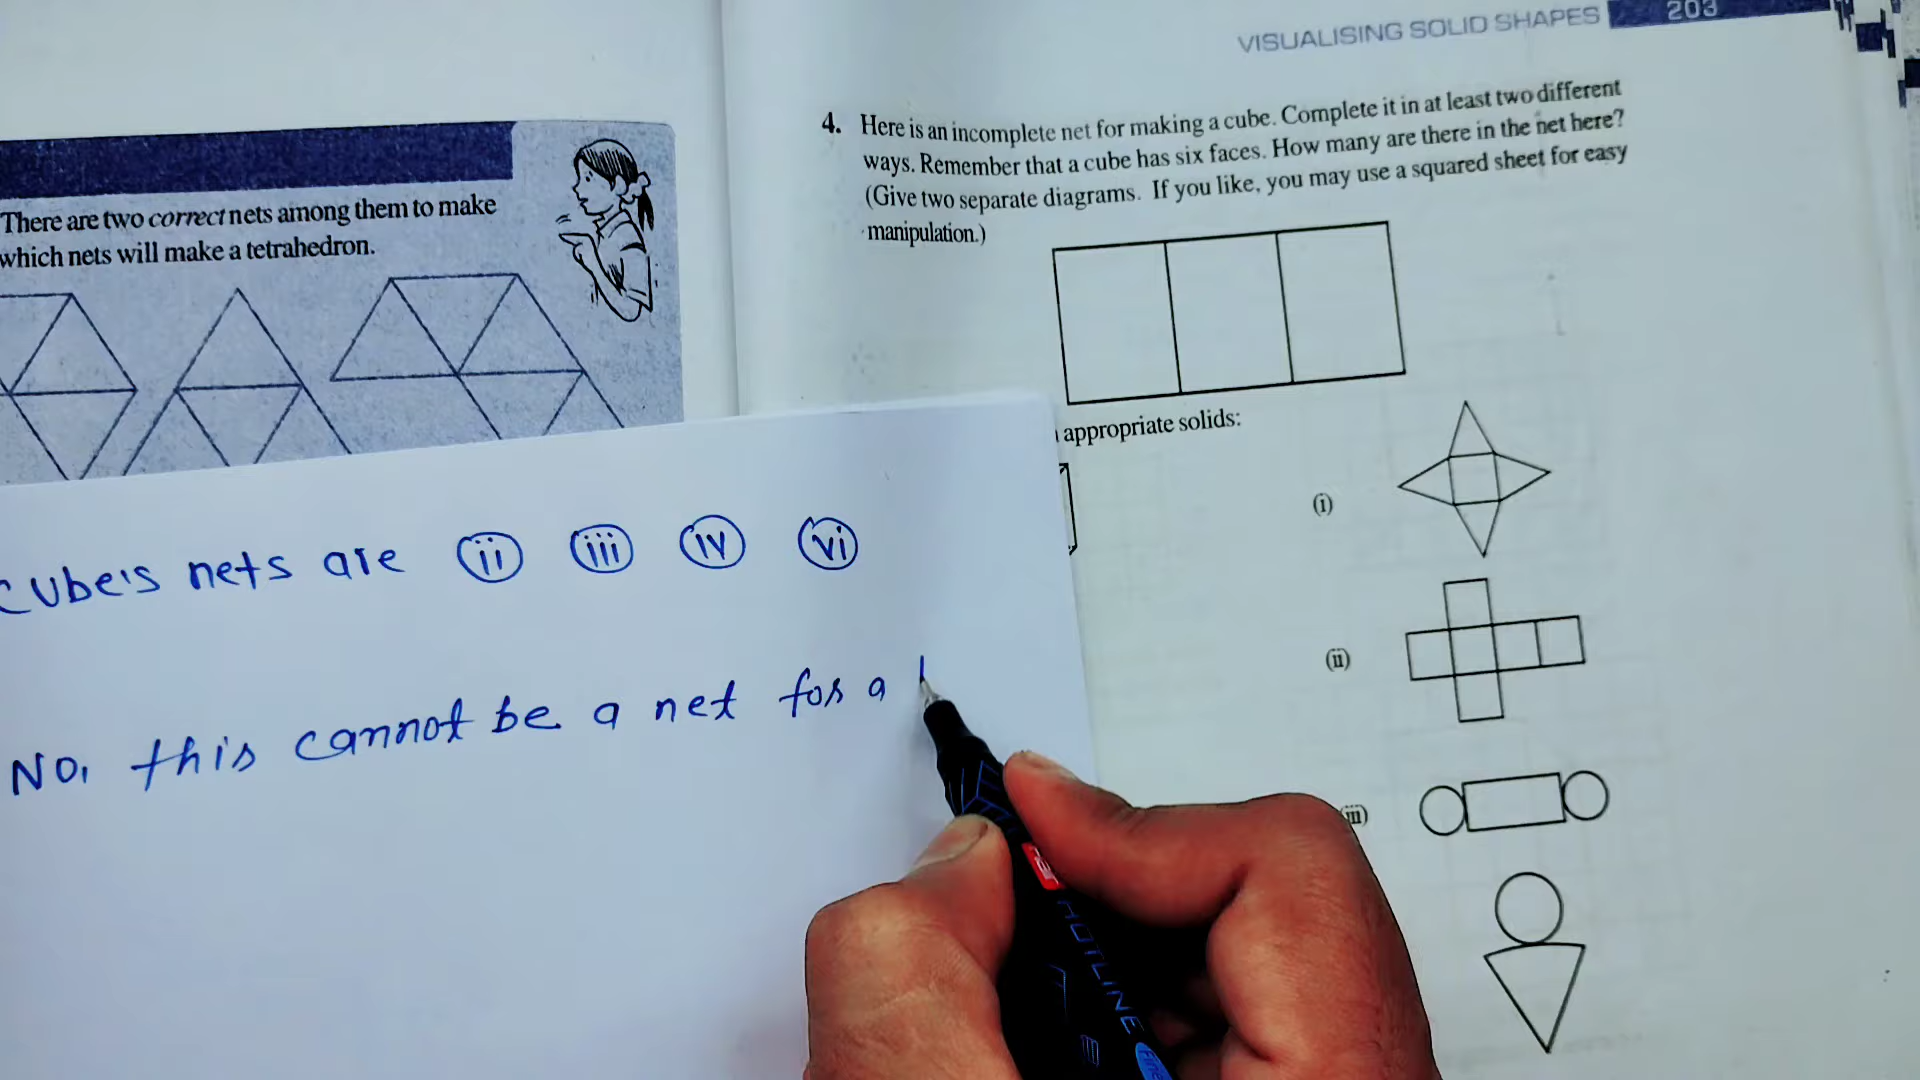 VISUALISING SOLID SHAPES 203
There are two correct nets among them to make
which nets will make a tetrahedron.
4. Here is an incomplete net for making a cube. Complete it in at least two different
ways. Remember that a cube has six faces. How many are there in the net here?
(Give two separate diagrams. If you like, you may use a squared sheet for easy
manipulation.)
appropriate solids:
(i)
(ii)
(iii)
cube's nets are ii iii iv vi
No, this cannot be a net for a
HOTLINE
Fine